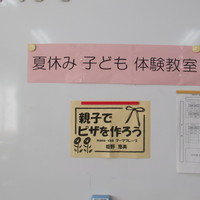 夏休み 子ども 体験教室
親子で
ピザを作ろう